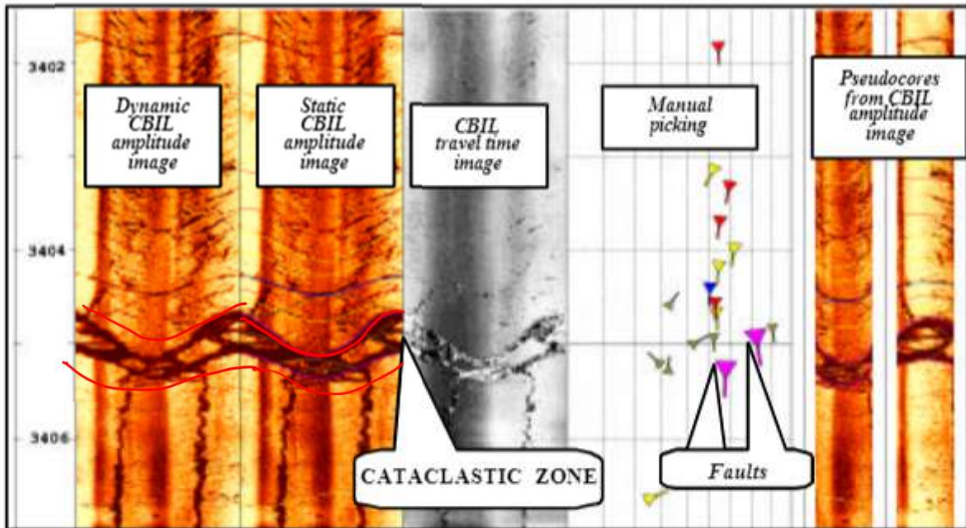 3402
3404
3406
Dynamic
CBIL
amplitude
image
Static
CBIL
amplitude
image
CBIL
travel time
image
Manual
picking
Pseudocores
from CBIL
amplitude
image
CATACLASTIC ZONE
Faults